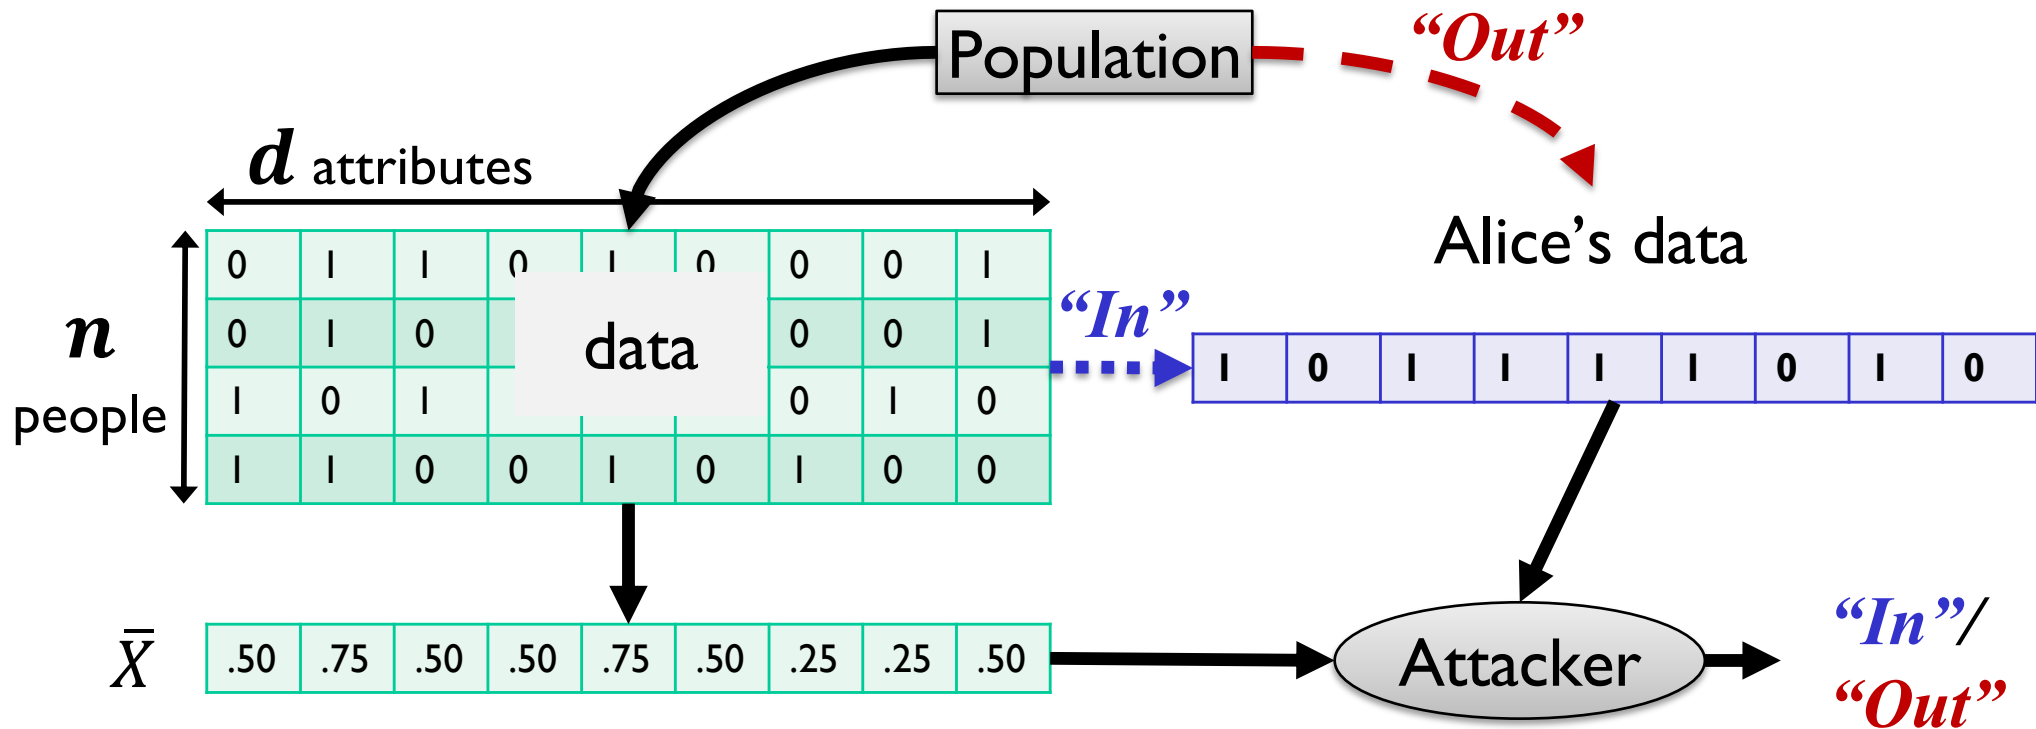 Population
“Out”
d attributes
Alice’s data
n
people
0 1 1 0 1 0 0 0 1
0 1 0 0 0 1
1 0 1 0 1 0
1 1 0 0 1 0 1 0 0
data
“In”
1 0 1 1 1 1 0 1 0
X̄
.50 .75 .50 .50 .75 .50 .25 .25 .50
Attacker
“In”/
“Out”